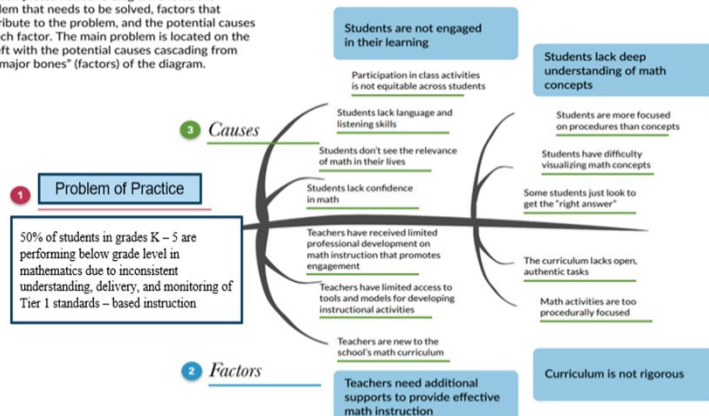 lem that needs to be solved, factors that
ribute to the problem, and the potential causes
ch factor. The main problem is located on the
ft with the potential causes cascading from
major bones" (factors) of the diagram.
Students are not engaged
in their learning
Students lack deep
understanding of math
concepts
Participation in class activities
is not equitable across students
Students lack language and
listening skills
Students don't see the relevance
of math in their lives
Students lack confidence
in math
Students are more focused
on procedures than concepts
Students have difficulty
visualizing math concepts
Some students just look to
get the "right answer"
3 Causes
1 Problem of Practice
50% of students in grades K – 5 are
performing below grade level in
mathematics due to inconsistent
understanding, delivery, and monitoring of
Tier 1 standards – based instruction
Teachers have received limited
professional development on
math instruction that promotes
engagement
Teachers have limited access to
tools and models for developing
instructional activities
Teachers are new to the
school's math curriculum
The curriculum lacks open,
authentic tasks
Math activities are too
procedurally focused
2 Factors
Teachers need additional
supports to provide effective
math instruction
Curriculum is not rigorous